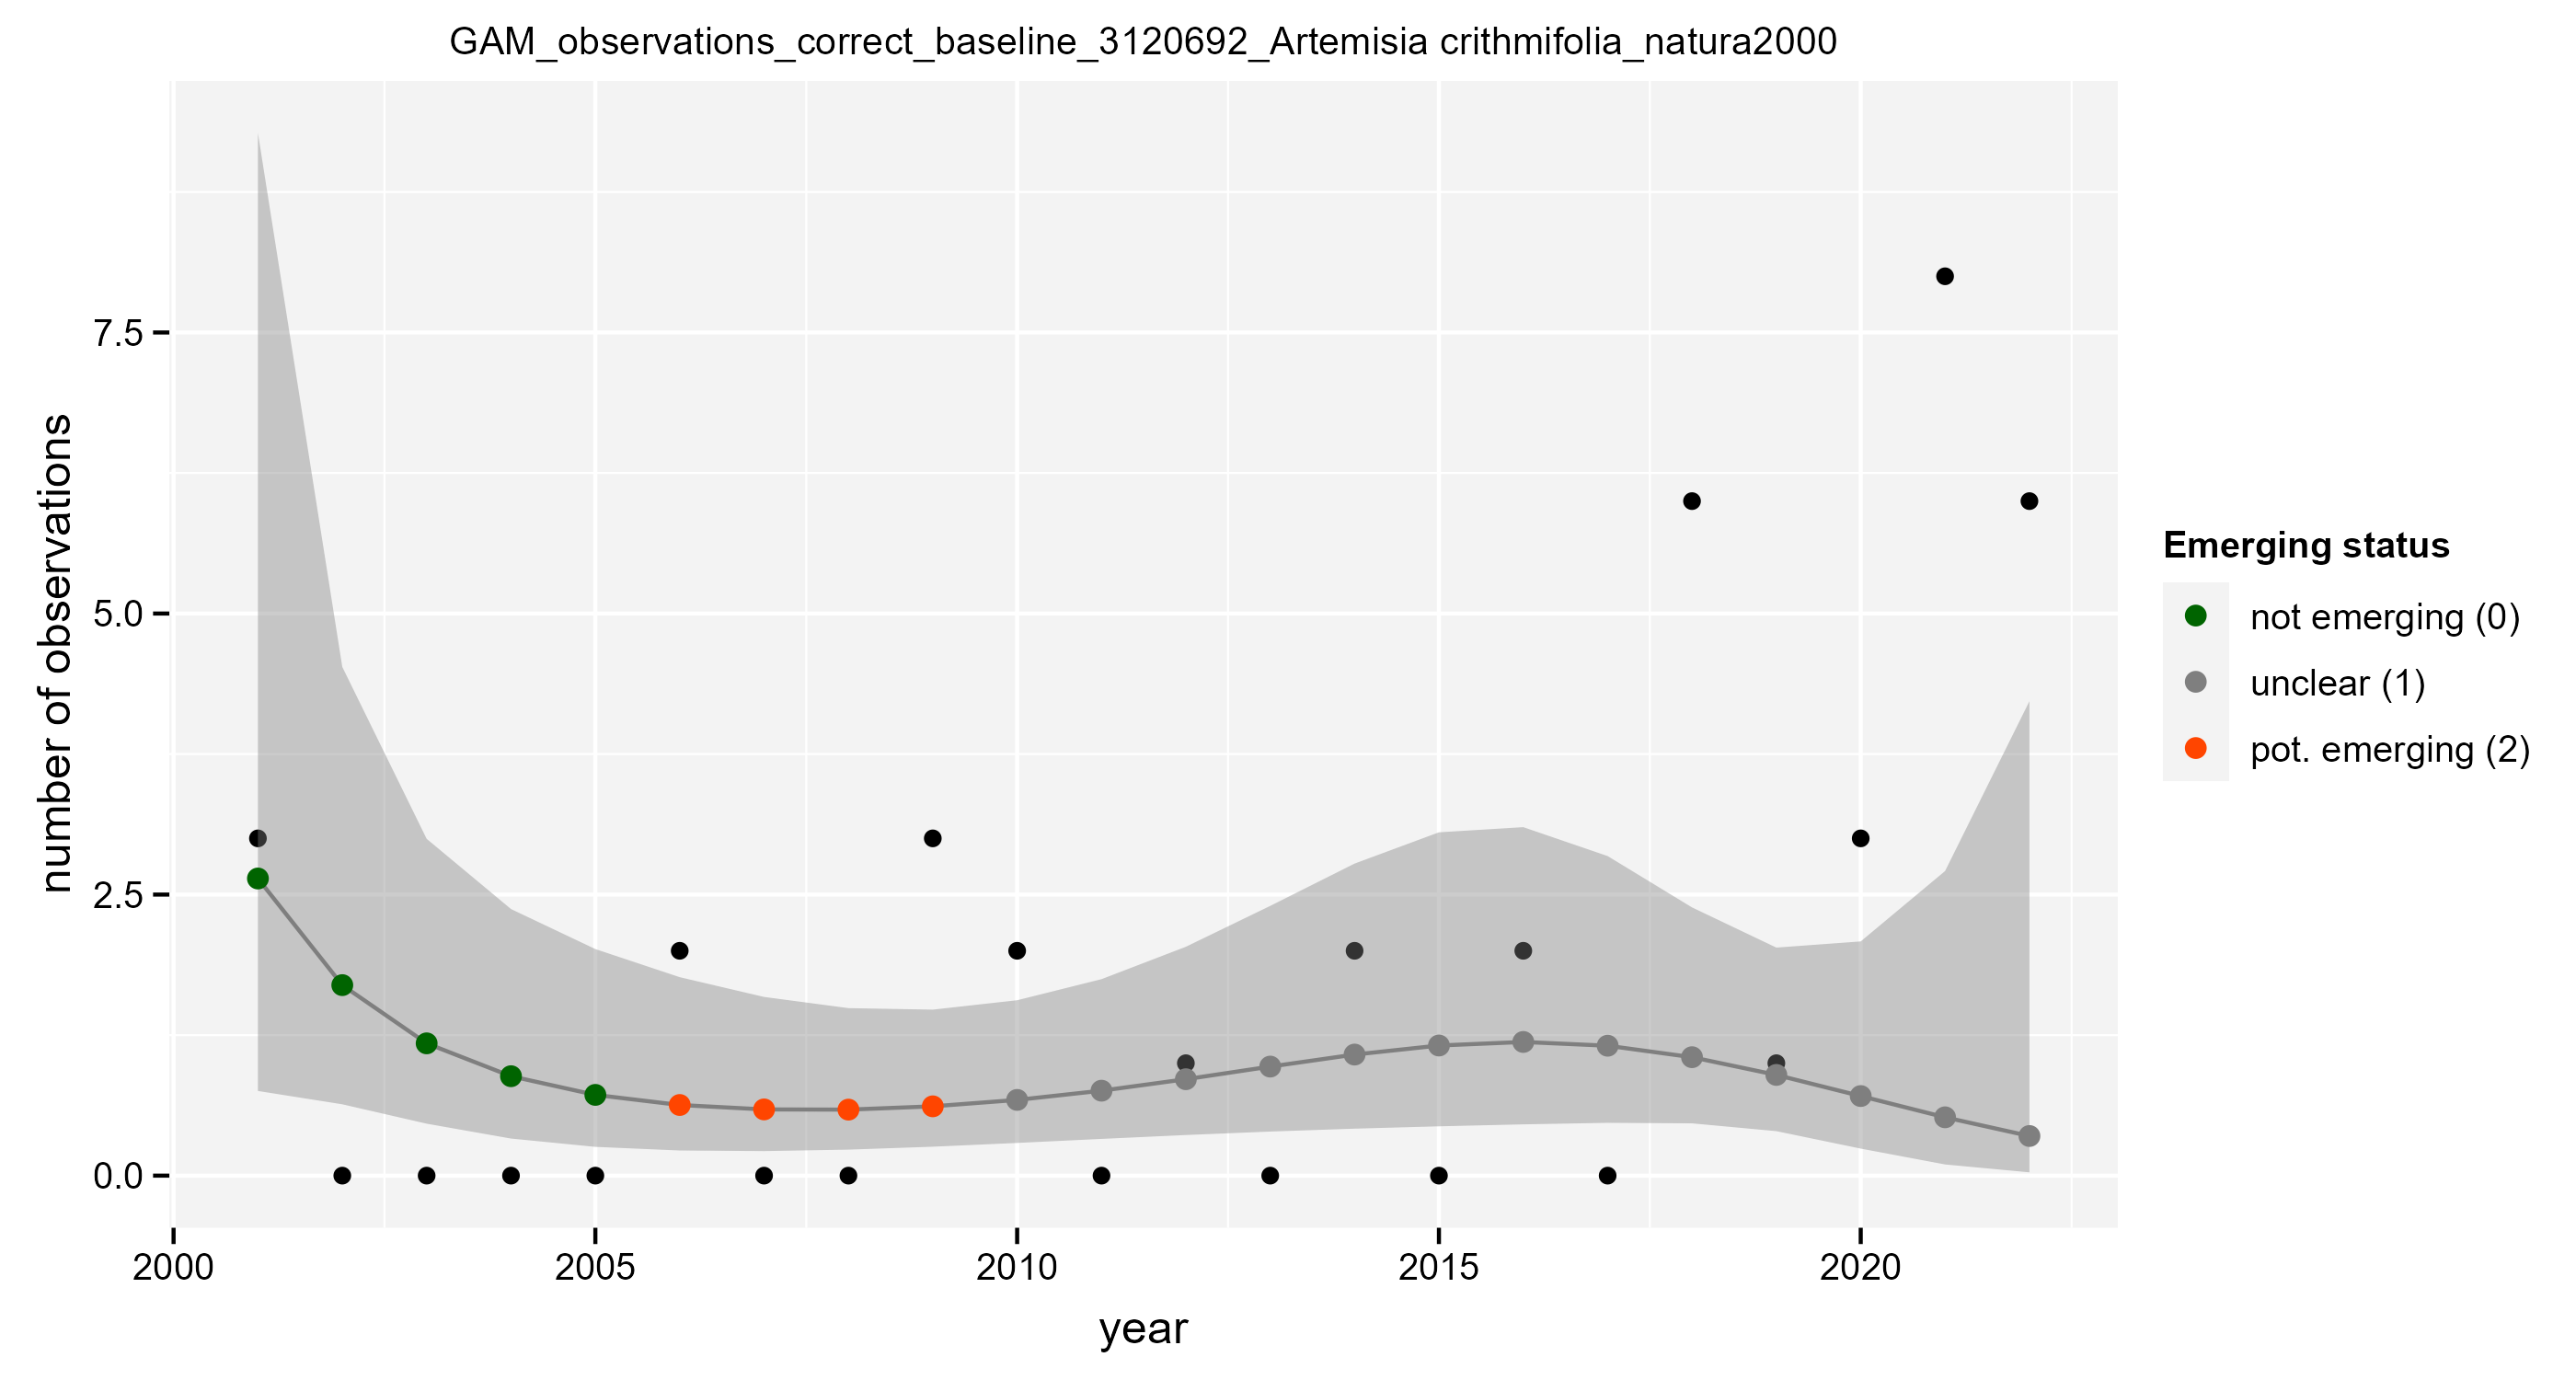 GAM_observations_correct_baseline_3120692_Artemisia crithmifolia_natura2000
number of observations
7.5
5.0
2.5
0.0
2000
2005
2010
2015
2020
year
Emerging status
not emerging (0)
unclear (1)
pot. emerging (2)